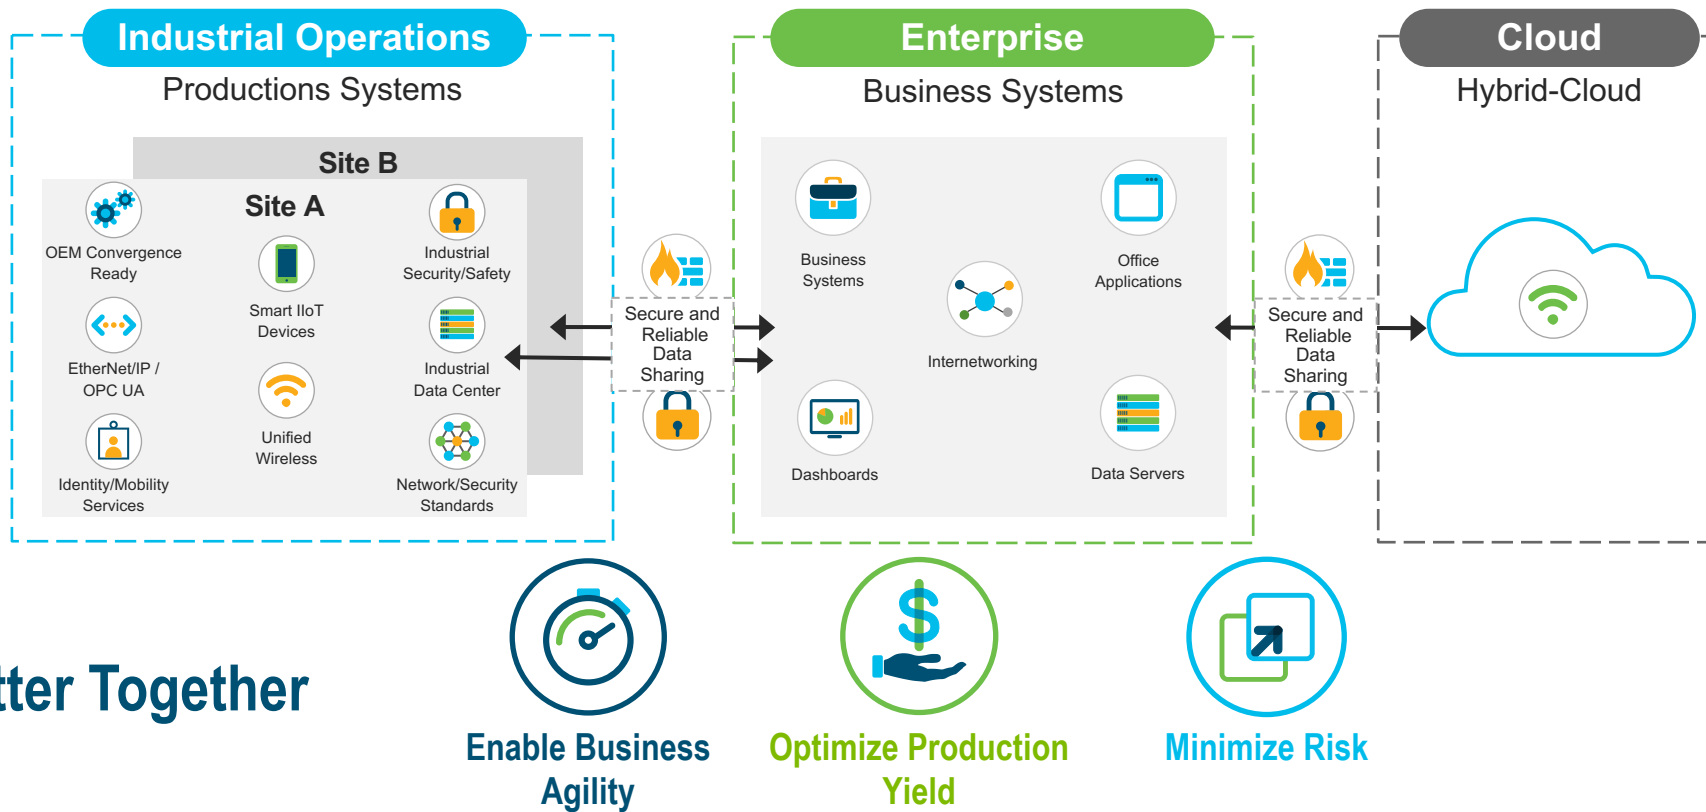 Industrial Operations
Productions Systems
Site B
Site A
OEM Convergence
Ready
EtherNet/IP /
OPC UA
Identity/Mobility
Services
Smart IIoT
Devices
Unified
Wireless
Industrial
Security/Safety
Industrial
Data Center
Network/Security
Standards
Secure and
Reliable
Data
Sharing
Enterprise
Business Systems
Business
Systems
Office
Applications
Internetworking
Dashboards
Data Servers
Secure and
Reliable
Data
Sharing
Cloud
Hybrid-Cloud
tter Together
Enable Business
Agility
Optimize Production
Yield
Minimize Risk